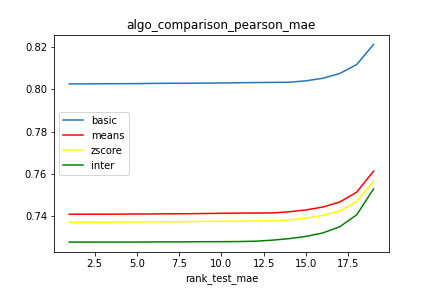 algo_comparison_pearson_mae
0.82
0.80
0.78
0.76
0.74
basic
means
zscore
inter
2.5 5.0 7.5 10.0 12.5 15.0 17.5
rank_test_mae